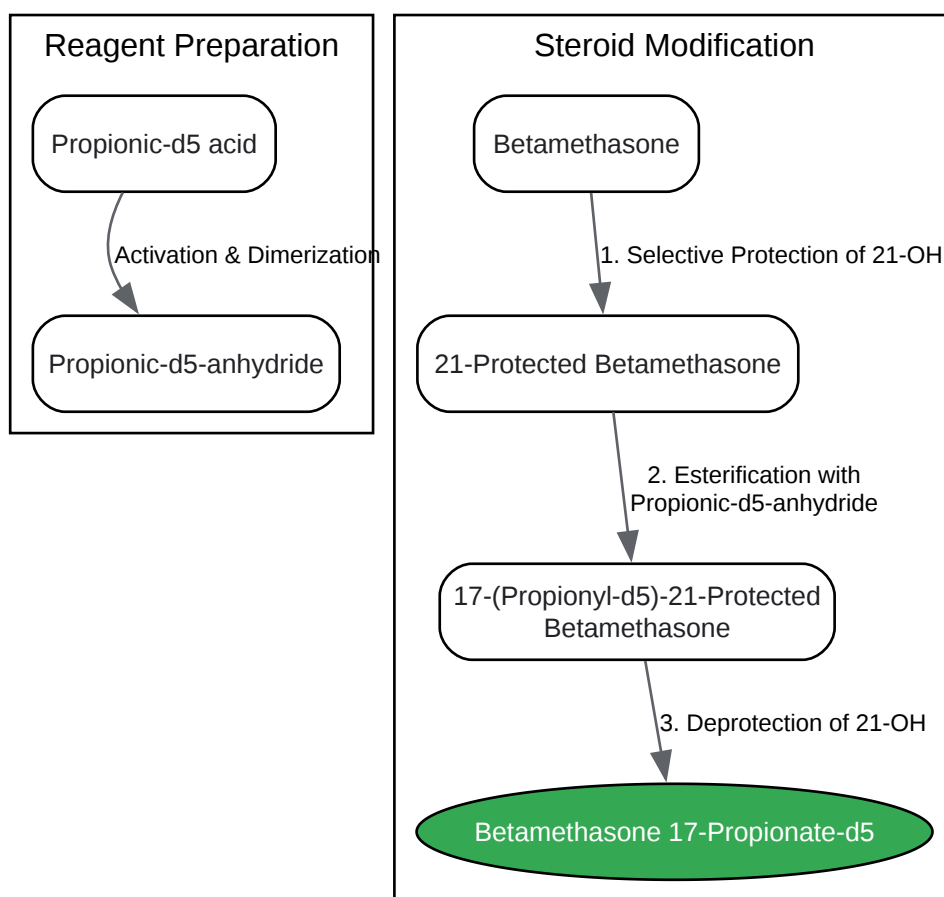 Reagent Preparation
Propionic-d5 acid
Activation & Dimerization
Propionic-d5-anhydride
Steroid Modification
Betamethasone
1. Selective Protection of 21-OH
21-Protected Betamethasone
2. Esterification with
Propionic-d5-anhydride
17-(Propionyl-d5)-21-Protected
Betamethasone
3. Deprotection of 21-OH
Betamethasone 17-Propionate-d5